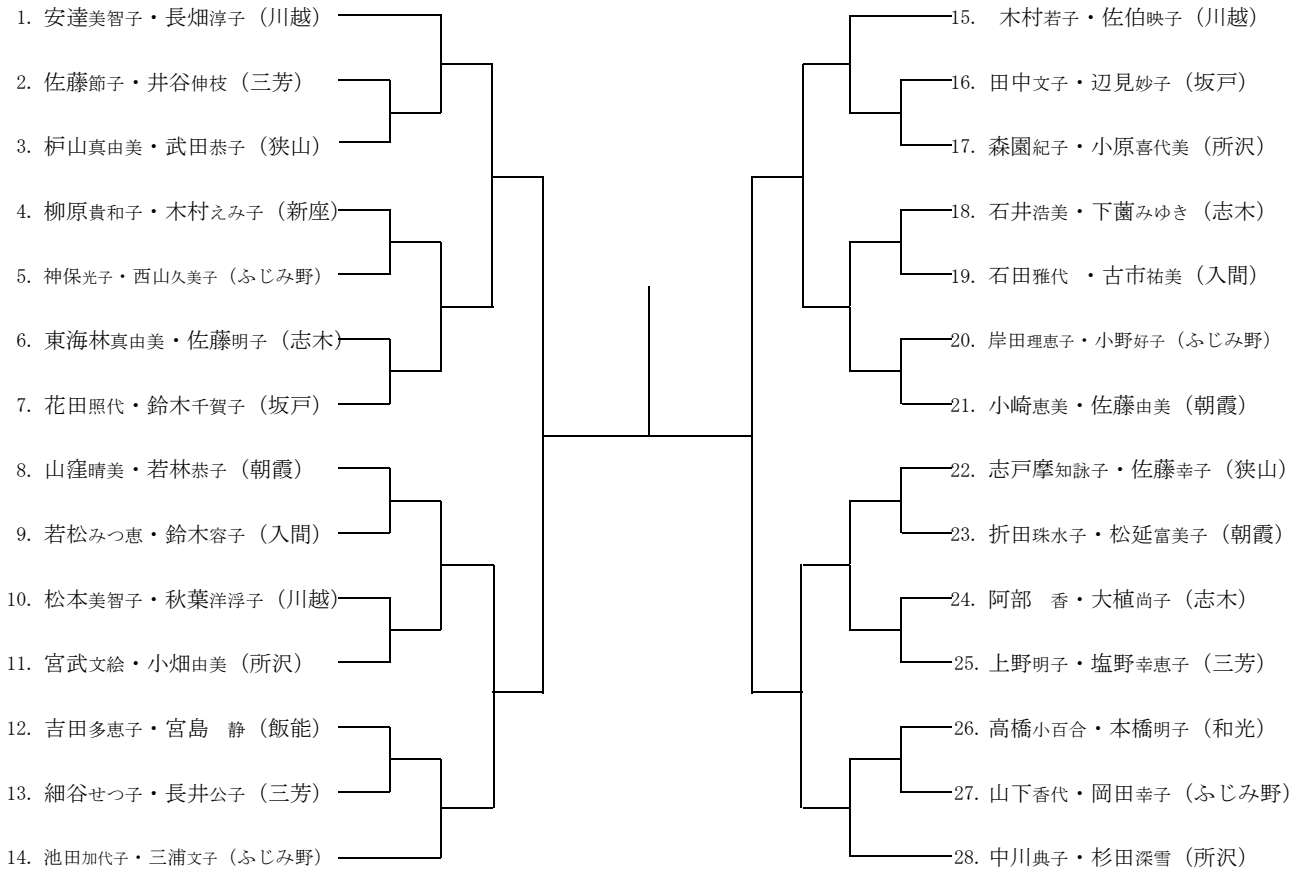 1. 安達美智子・長畑淳子（川越）
2. 佐藤節子・井谷伸枝（三芳）
3. 枦山真由美・武田恭子（狭山）
4. 柳原貴和子・木村えみ子（新座）
5. 神保光子・西山久美子（ふじみ野）
6. 東海林真由美・佐藤明子（志木）
7. 花田照代・鈴木千賀子（坂戸）
8. 山窪晴美・若林恭子（朝霞）
9. 若松みつ恵・鈴木容子（入間）
10. 松本美智子・秋葉洋浮子（川越）
11. 宮武文絵・小畑由美（所沢）
12. 吉田多恵子・宮島　静（飯能）
13. 細谷せつ子・長井公子（三芳）
14. 池田加代子・三浦文子（ふじみ野）
15.　木村若子・佐伯映子（川越）
16. 田中文子・辺見妙子（坂戸）
17. 森園紀子・小原喜代美（所沢）
18. 石井浩美・下薗みゆき（志木）
19. 石田雅代 ・古市祐美（入間）
20. 岸田理恵子・小野好子（ふじみ野）
21. 小崎恵美・佐藤由美（朝霞）
22. 志戸摩知詠子・佐藤幸子（狭山）
23. 折田珠水子・松延富美子（朝霞）
24. 阿部　香・大植尚子（志木）
25. 上野明子・塩野幸恵子（三芳）
26. 高橋小百合・本橋明子（和光）
27. 山下香代・岡田幸子（ふじみ野）
28. 中川典子・杉田深雪（所沢）